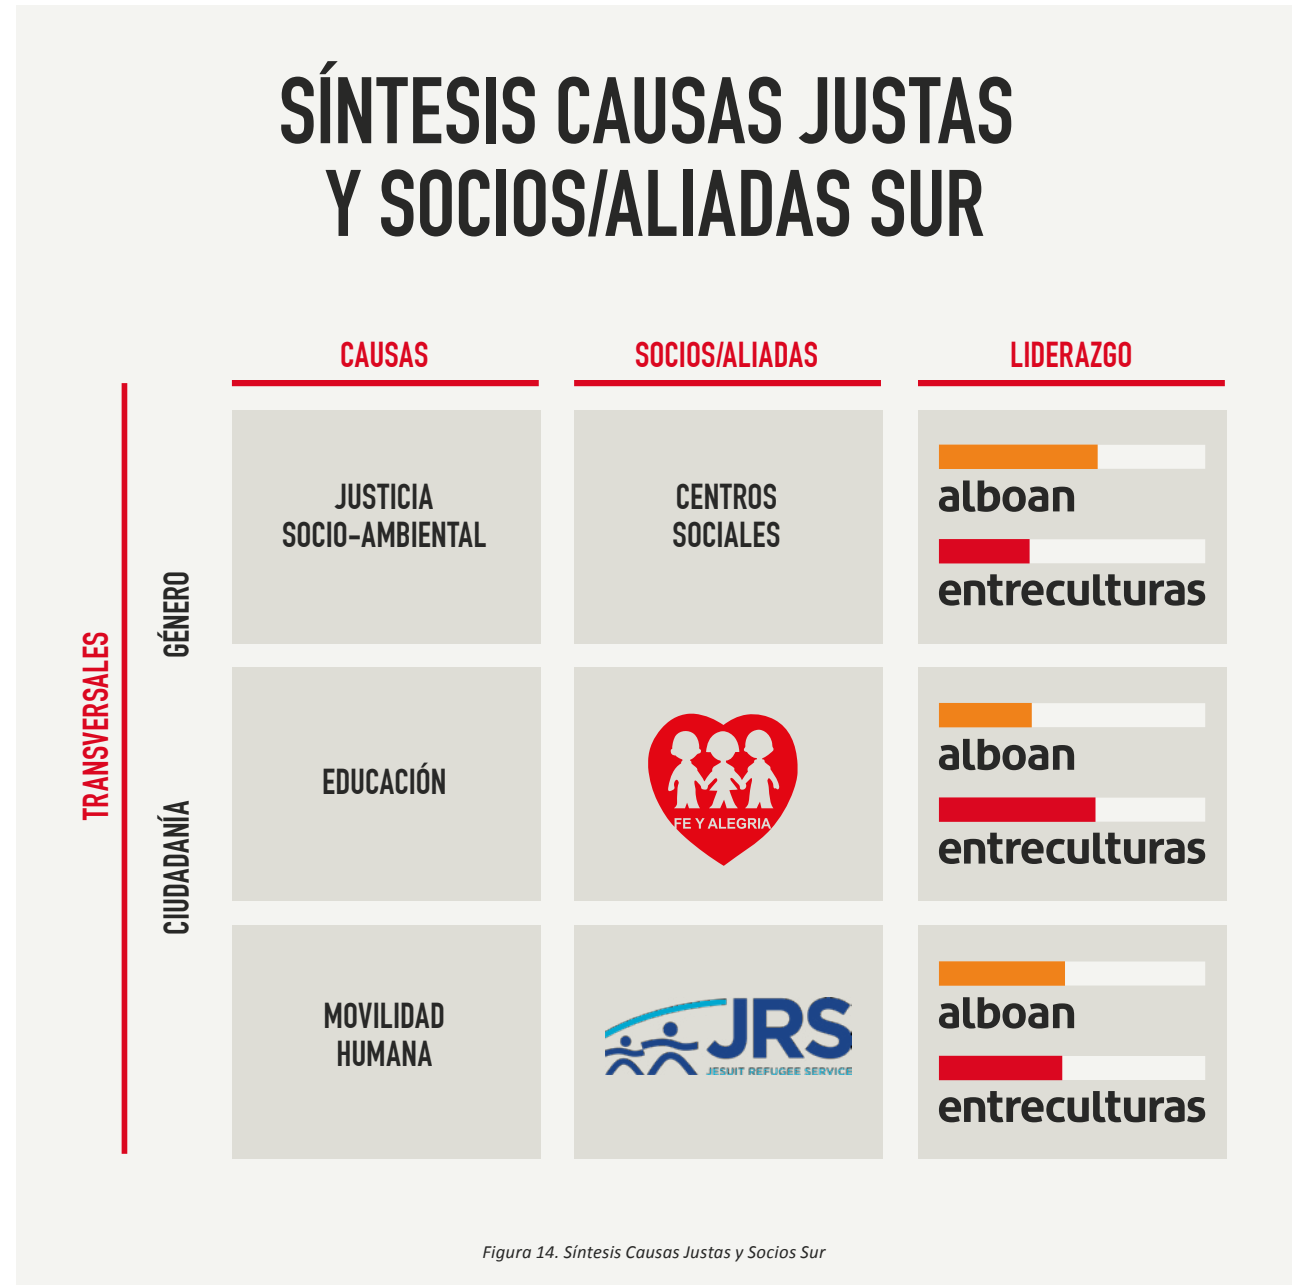 SÍNTESIS CAUSAS JUSTAS
Y SOCIOS/ALIADAS SUR
CAUSAS
SOCIOS/ALIADAS
LIDERAZGO
TRANSVERSALES
GÉNERO
CIUDADANÍA
JUSTICIA
SOCIO-AMBIENTAL
CENTROS
SOCIALES
alboan
entreculturas
EDUCACIÓN
FE Y ALEGRIA
alboan
entreculturas
MOVILIDAD
HUMANA
JRS
JESUIT REFUGEE SERVICE
alboan
entreculturas
Figura 14. Síntesis Causas Justas y Socios Sur